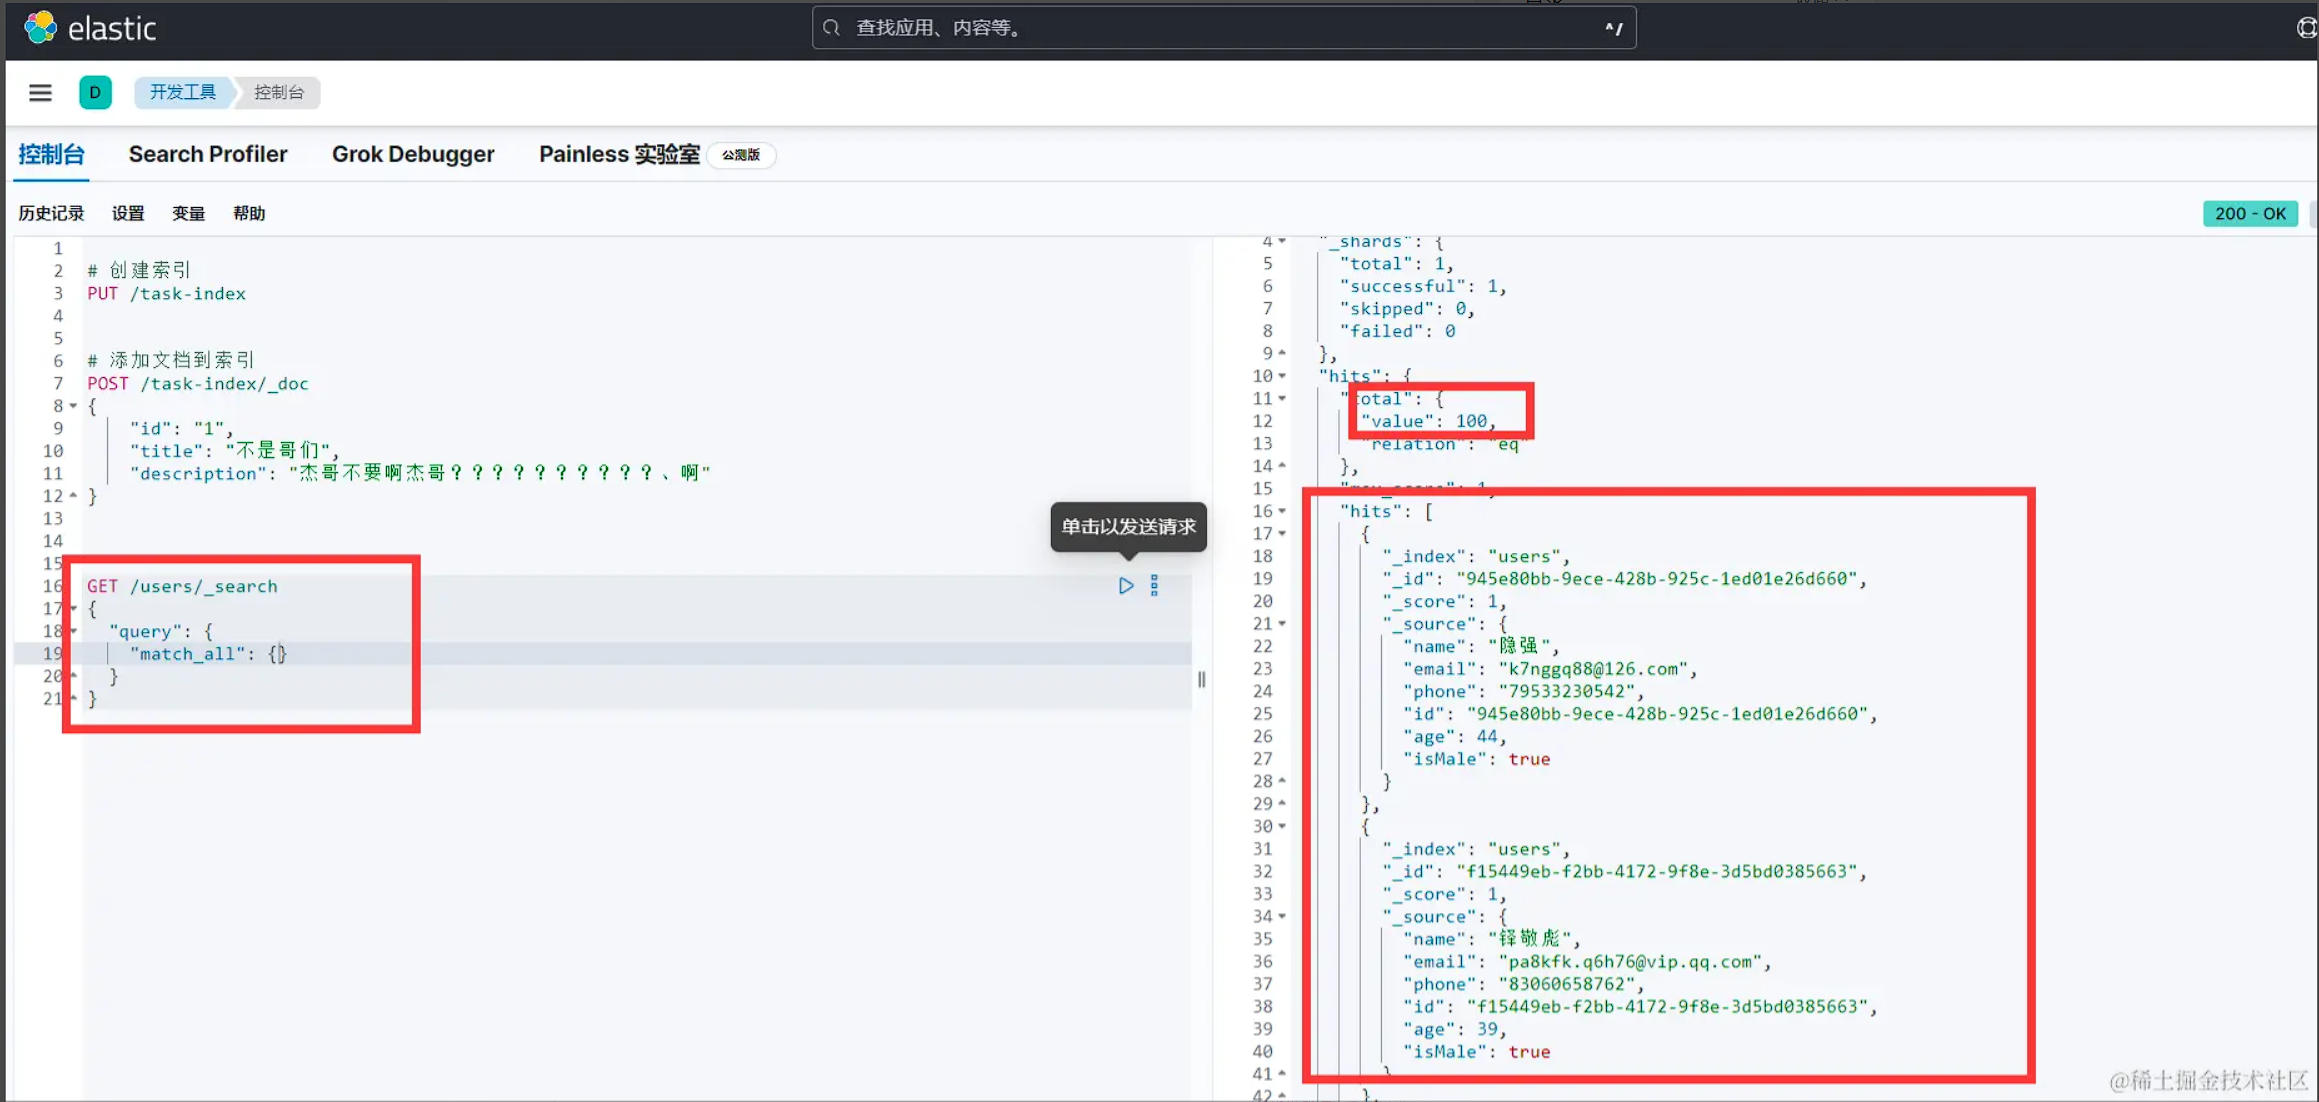 elastic
查找应用、内容等。
^/
D
开发工具
控制台
控制台
Search Profiler
Grok Debugger
Painless 实验室
公测版
历史记录
设置
变量
帮助
200 - OK
1
2 # 创建索引
3 PUT /task-index
4
5
6 # 添加文档到索引
7 POST /task-index/_doc
8 {
9 "id": "1",
10 "title": "不是哥们",
11 "description": "杰哥不要啊杰哥？？？？？？？？？？、啊"
12 }
13
14
15
16 GET /users/_search
17 {
18 "query": {
19 "match_all": {}
20 }
21 }
单击以发送请求
4 "_shards": {
5 "total": 1,
6 "successful": 1,
7 "skipped": 0,
8 "failed": 0
9 },
10 "hits": {
11 "total": {
12 "value": 100,
13 "relation": "eq"
14 },
15 "max_score": 1,
16 "hits": [
17 {
18 "_index": "users",
19 "_id": "945e80bb-9ece-428b-925c-1ed01e26d660",
20 "_score": 1,
21 "_source": {
22 "name": "隐强",
23 "email": "k7nggq88@126.com",
24 "phone": "79533230542",
25 "id": "945e80bb-9ece-428b-925c-1ed01e26d660",
26 "age": 44,
27 "isMale": true
28 }
29 },
30 {
31 "_index": "users",
32 "_id": "f15449eb-f2bb-4172-9f8e-3d5bd0385663",
33 "_score": 1,
34 "_source": {
35 "name": "铎敬彪",
36 "email": "pa8kfk.q6h76@vip.qq.com",
37 "phone": "83060658762",
38 "id": "f15449eb-f2bb-4172-9f8e-3d5bd0385663",
39 "age": 39,
40 "isMale": true
41 }
42 },
@稀土掘金技术社区